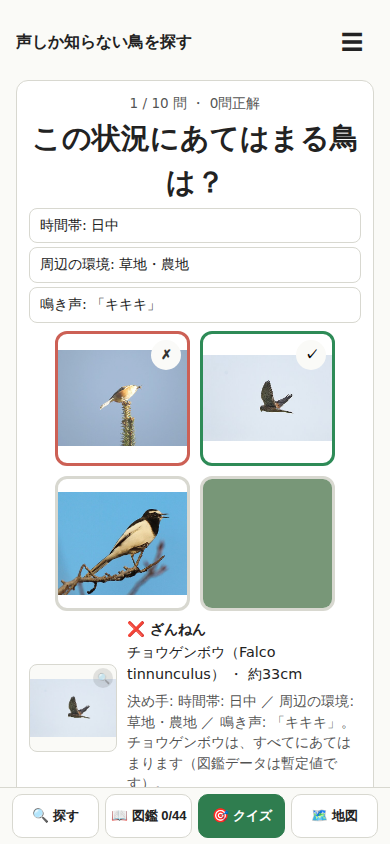 声しか知らない鳥を探す
☰
1 / 10 問 ・ 0問正解
この状況にあてはまる鳥
は？
時間帯: 日中
周辺の環境: 草地・農地
鳴き声: 「キキキ」
✗
✓
❌ ざんねん
チョウゲンボウ（Falco
tinnunculus） ・ 約33cm
決め手: 時間帯: 日中 ／ 周辺の環境:
草地・農地 ／ 鳴き声: 「キキキ」。
チョウゲンボウは、すべてにあては
まります（図鑑データは暫定値で
す）。
🔍 探す
📖 図鑑 0/44
🎯 クイズ
🗺️ 地図